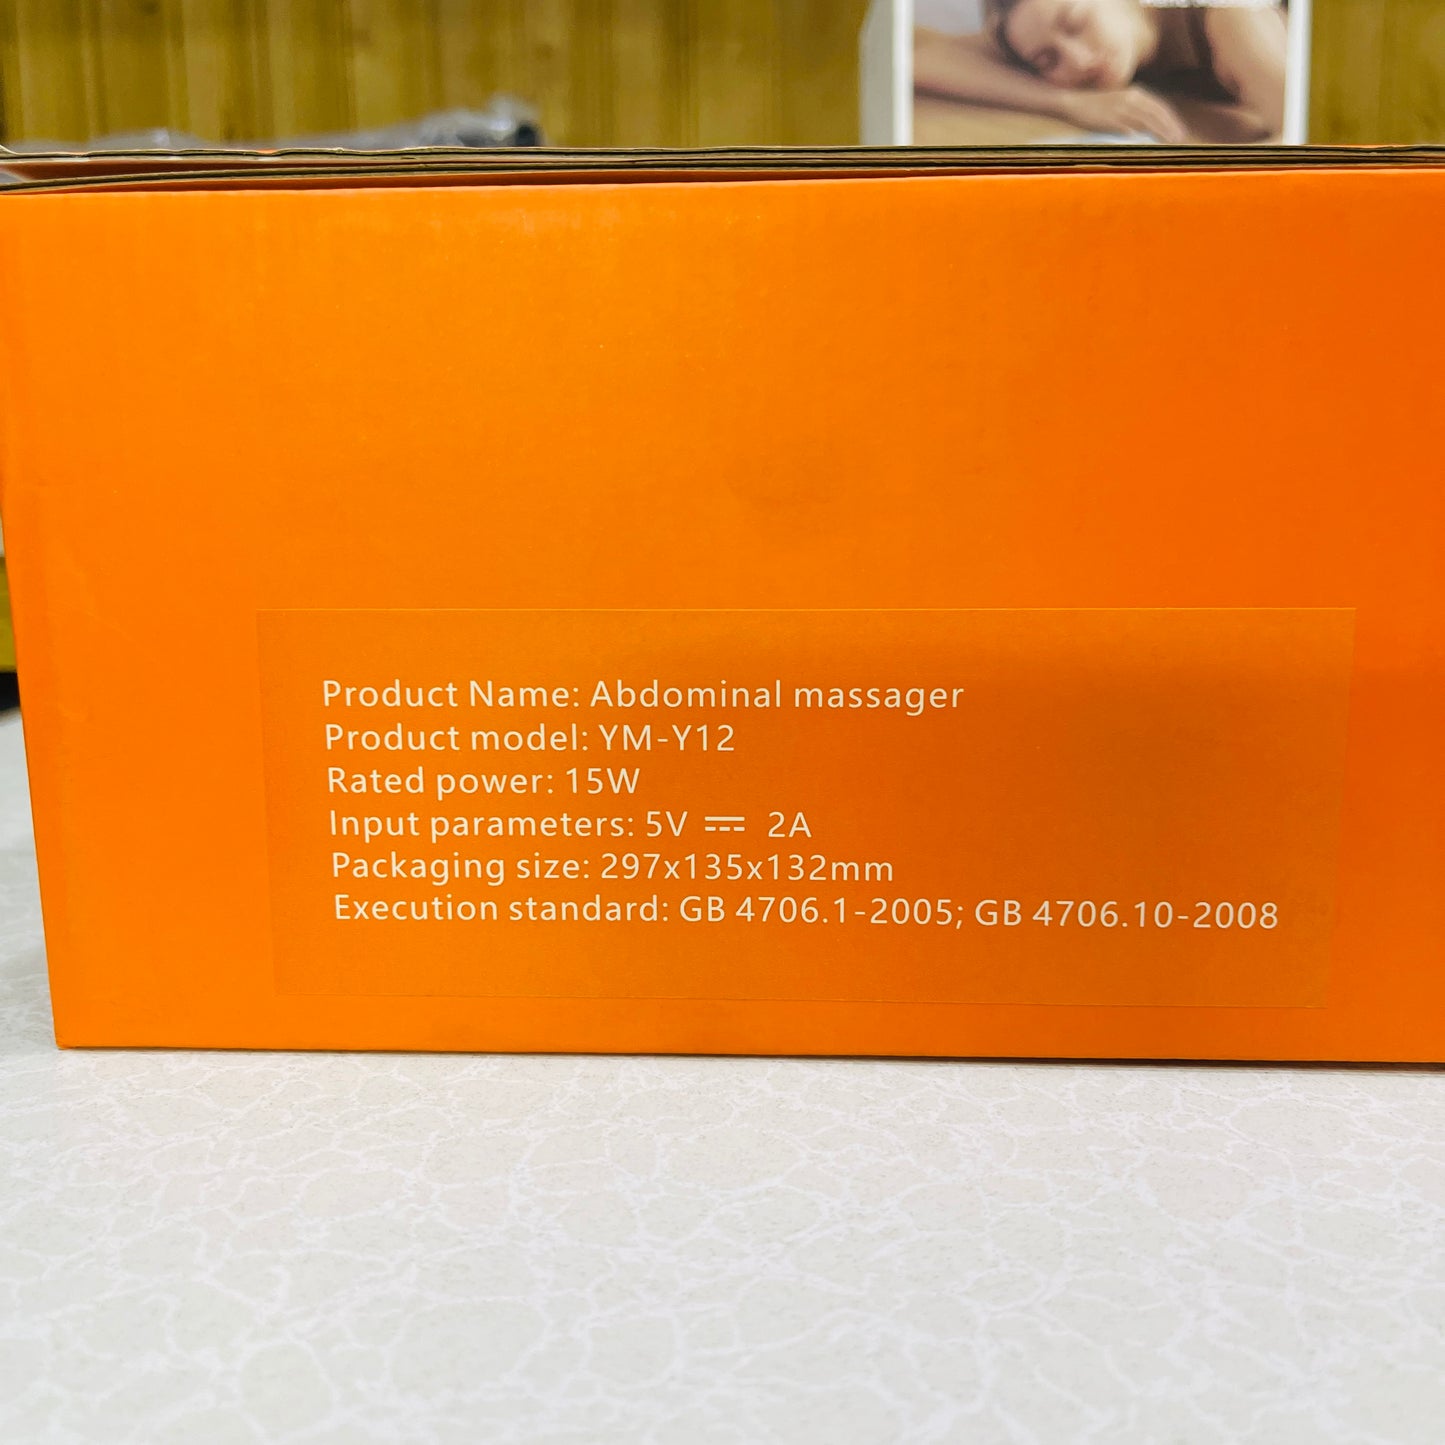 Product Name: Abdominal massager
Product model: YM-Y12
Rated power: 15W
Input parameters: 5V ⎓ 2A
Packaging size: 297x135x132mm
Execution standard: GB 4706.1-2005; GB 4706.10-2008